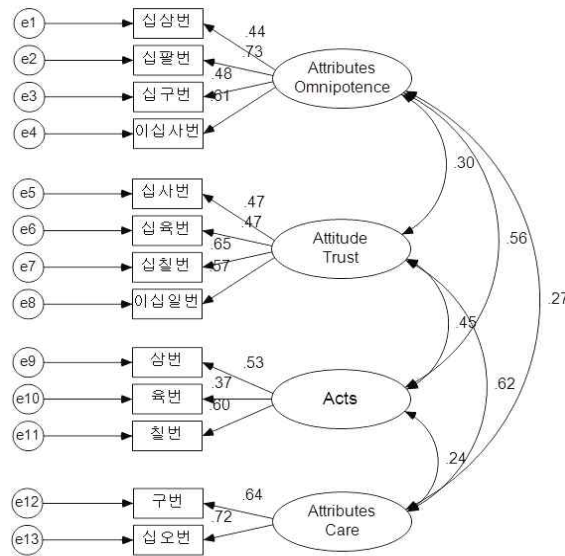 e1 십삼번 .44
e2 십팔번 .73
Attributes
Omnipotence
e3 십구번 .48
e4 이십사번 .61
.30
e5 십사번 .47
e6 십육번 .47
Attitude
Trust
.56
e7 십칠번 .65
e8 이십일번 .57
.27
.45
e9 삼번 .53
e10 육번 .37
Acts
.62
e11 칠번 .60
.24
e12 구번 .64
Attributes
Care
e13 십오번 .72